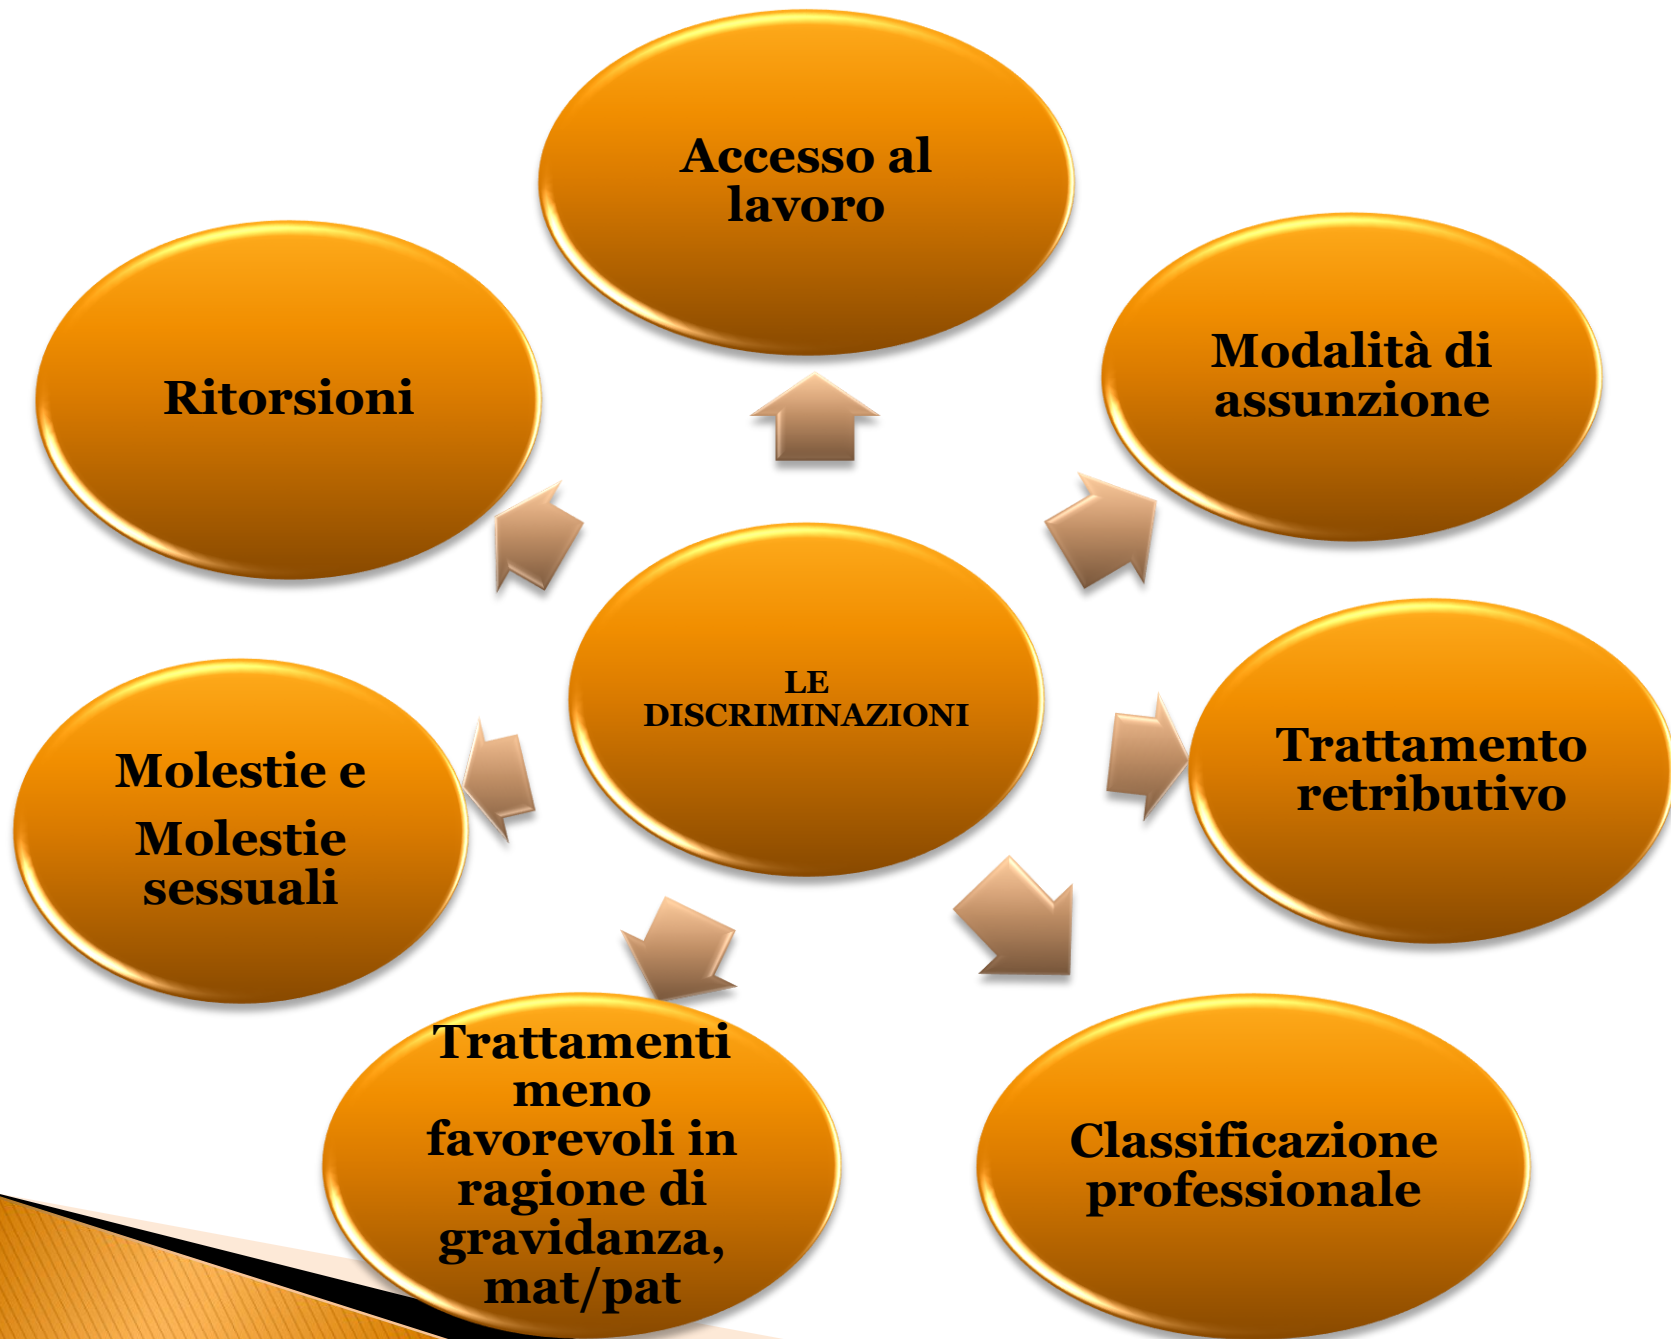 Accesso al
lavoro
Modalità di
assunzione
Trattamento
retributivo
Classificazione
professionale
Trattamenti
meno
favorevoli in
ragione di
gravidanza,
mat/pat
Molestie e
Molestie
sessuali
Ritorsioni
LE
DISCRIMINAZIONI